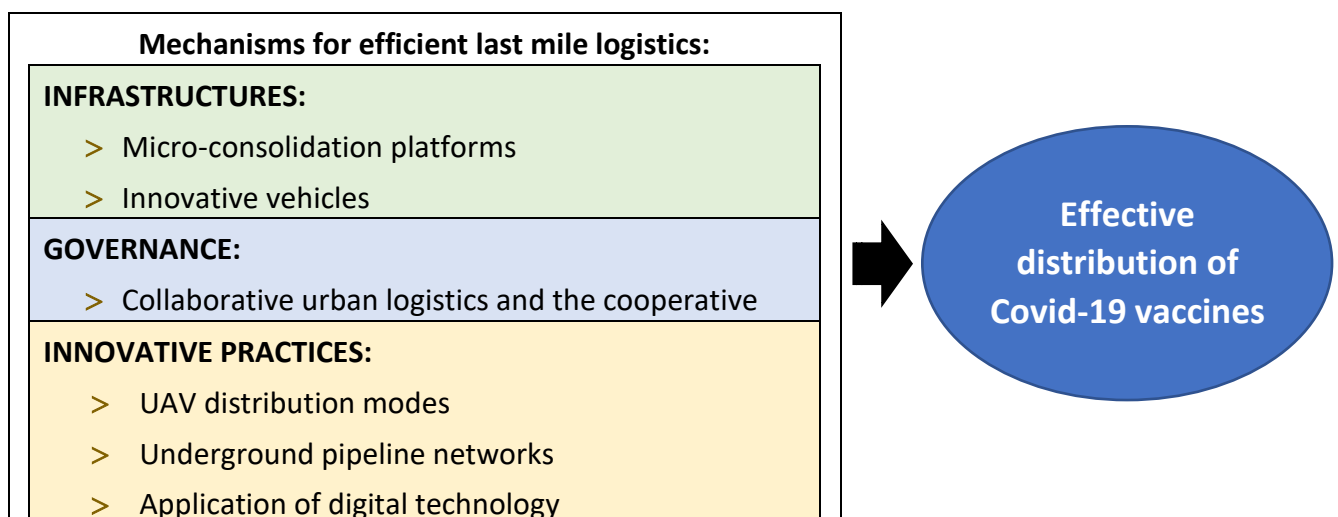 Mechanisms for efficient last mile logistics:
INFRASTRUCTURES:
> Micro-consolidation platforms
> Innovative vehicles
GOVERNANCE:
> Collaborative urban logistics and the cooperative
INNOVATIVE PRACTICES:
> UAV distribution modes
> Underground pipeline networks
> Application of digital technology
Effective
distribution of
Covid-19 vaccines